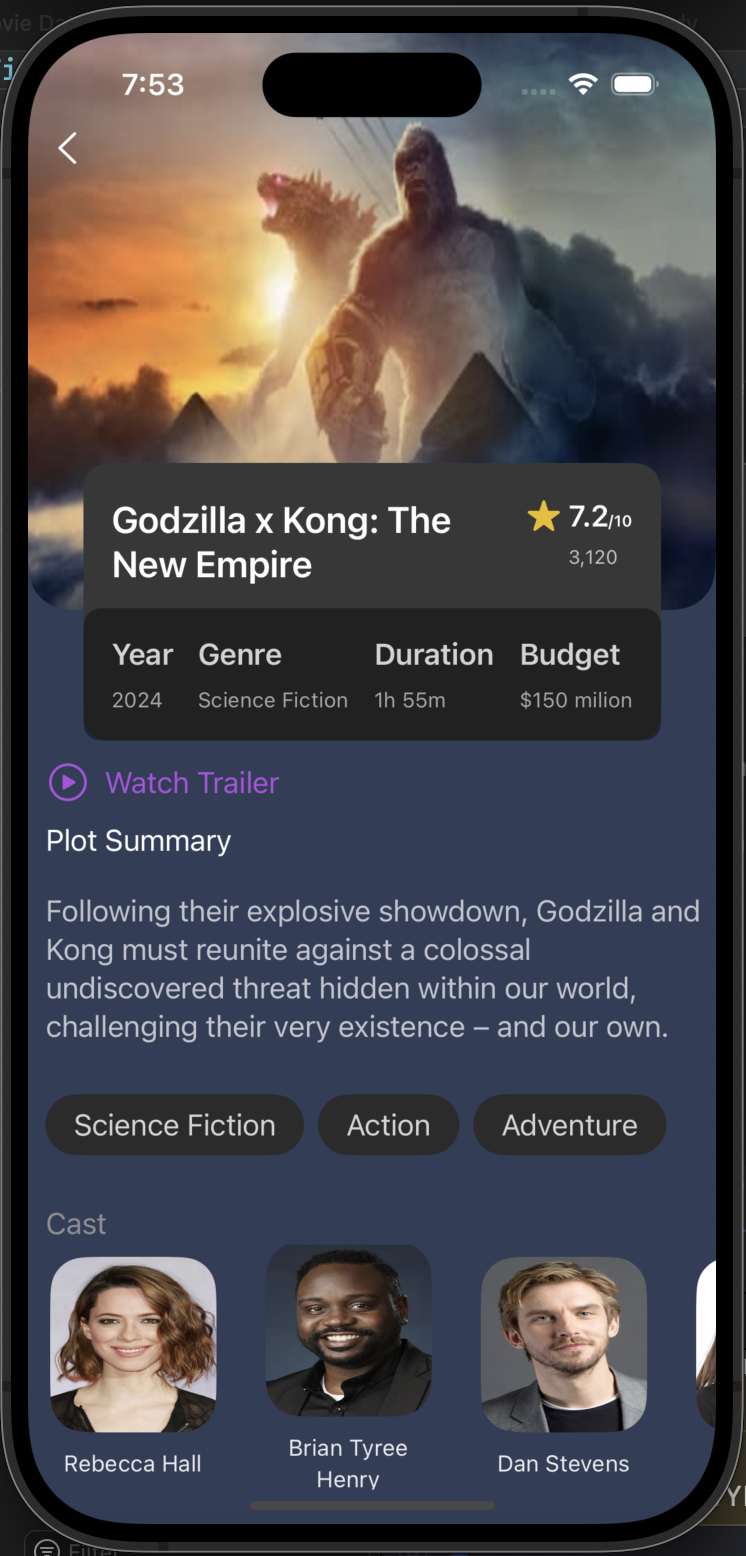 7:53
Godzilla x Kong: The
New Empire
7.2/10
3,120
Year Genre Duration Budget
2024 Science Fiction 1h 55m $150 milion
Watch Trailer
Plot Summary
Following their explosive showdown, Godzilla and
Kong must reunite against a colossal
undiscovered threat hidden within our world,
challenging their very existence – and our own.
Science Fiction Action Adventure
Cast
Rebecca Hall
Brian Tyree
Henry
Dan Stevens
Filter